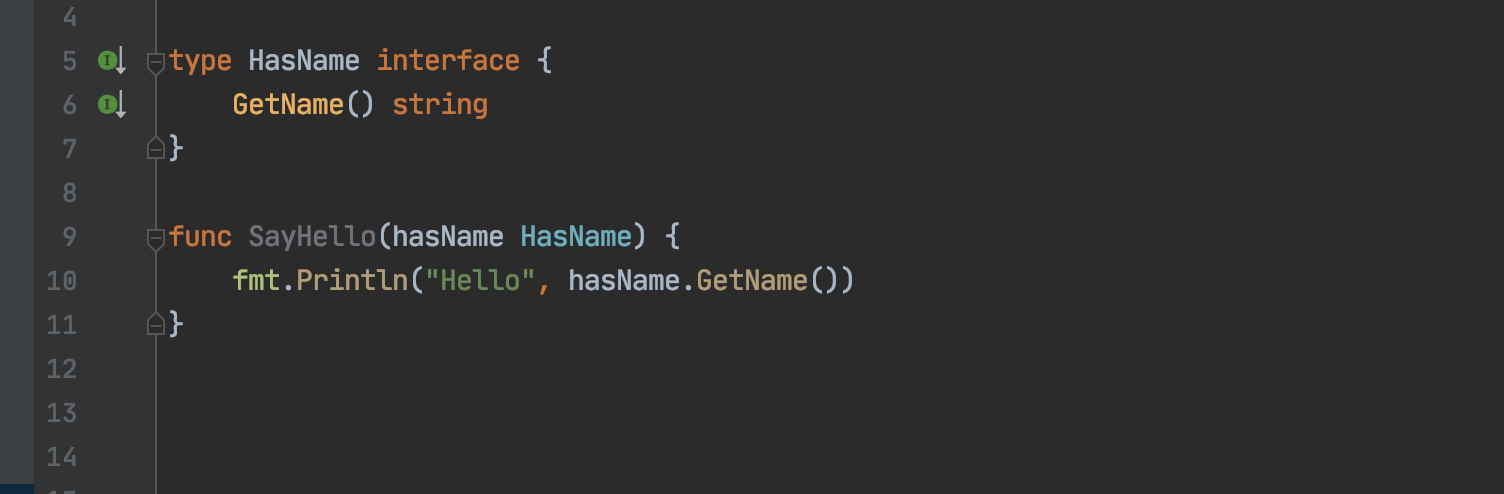 4
5 type HasName interface {
6     GetName() string
7 }
8
9 func SayHello(hasName HasName) {
10     fmt.Println("Hello", hasName.GetName())
11 }
12
13
14